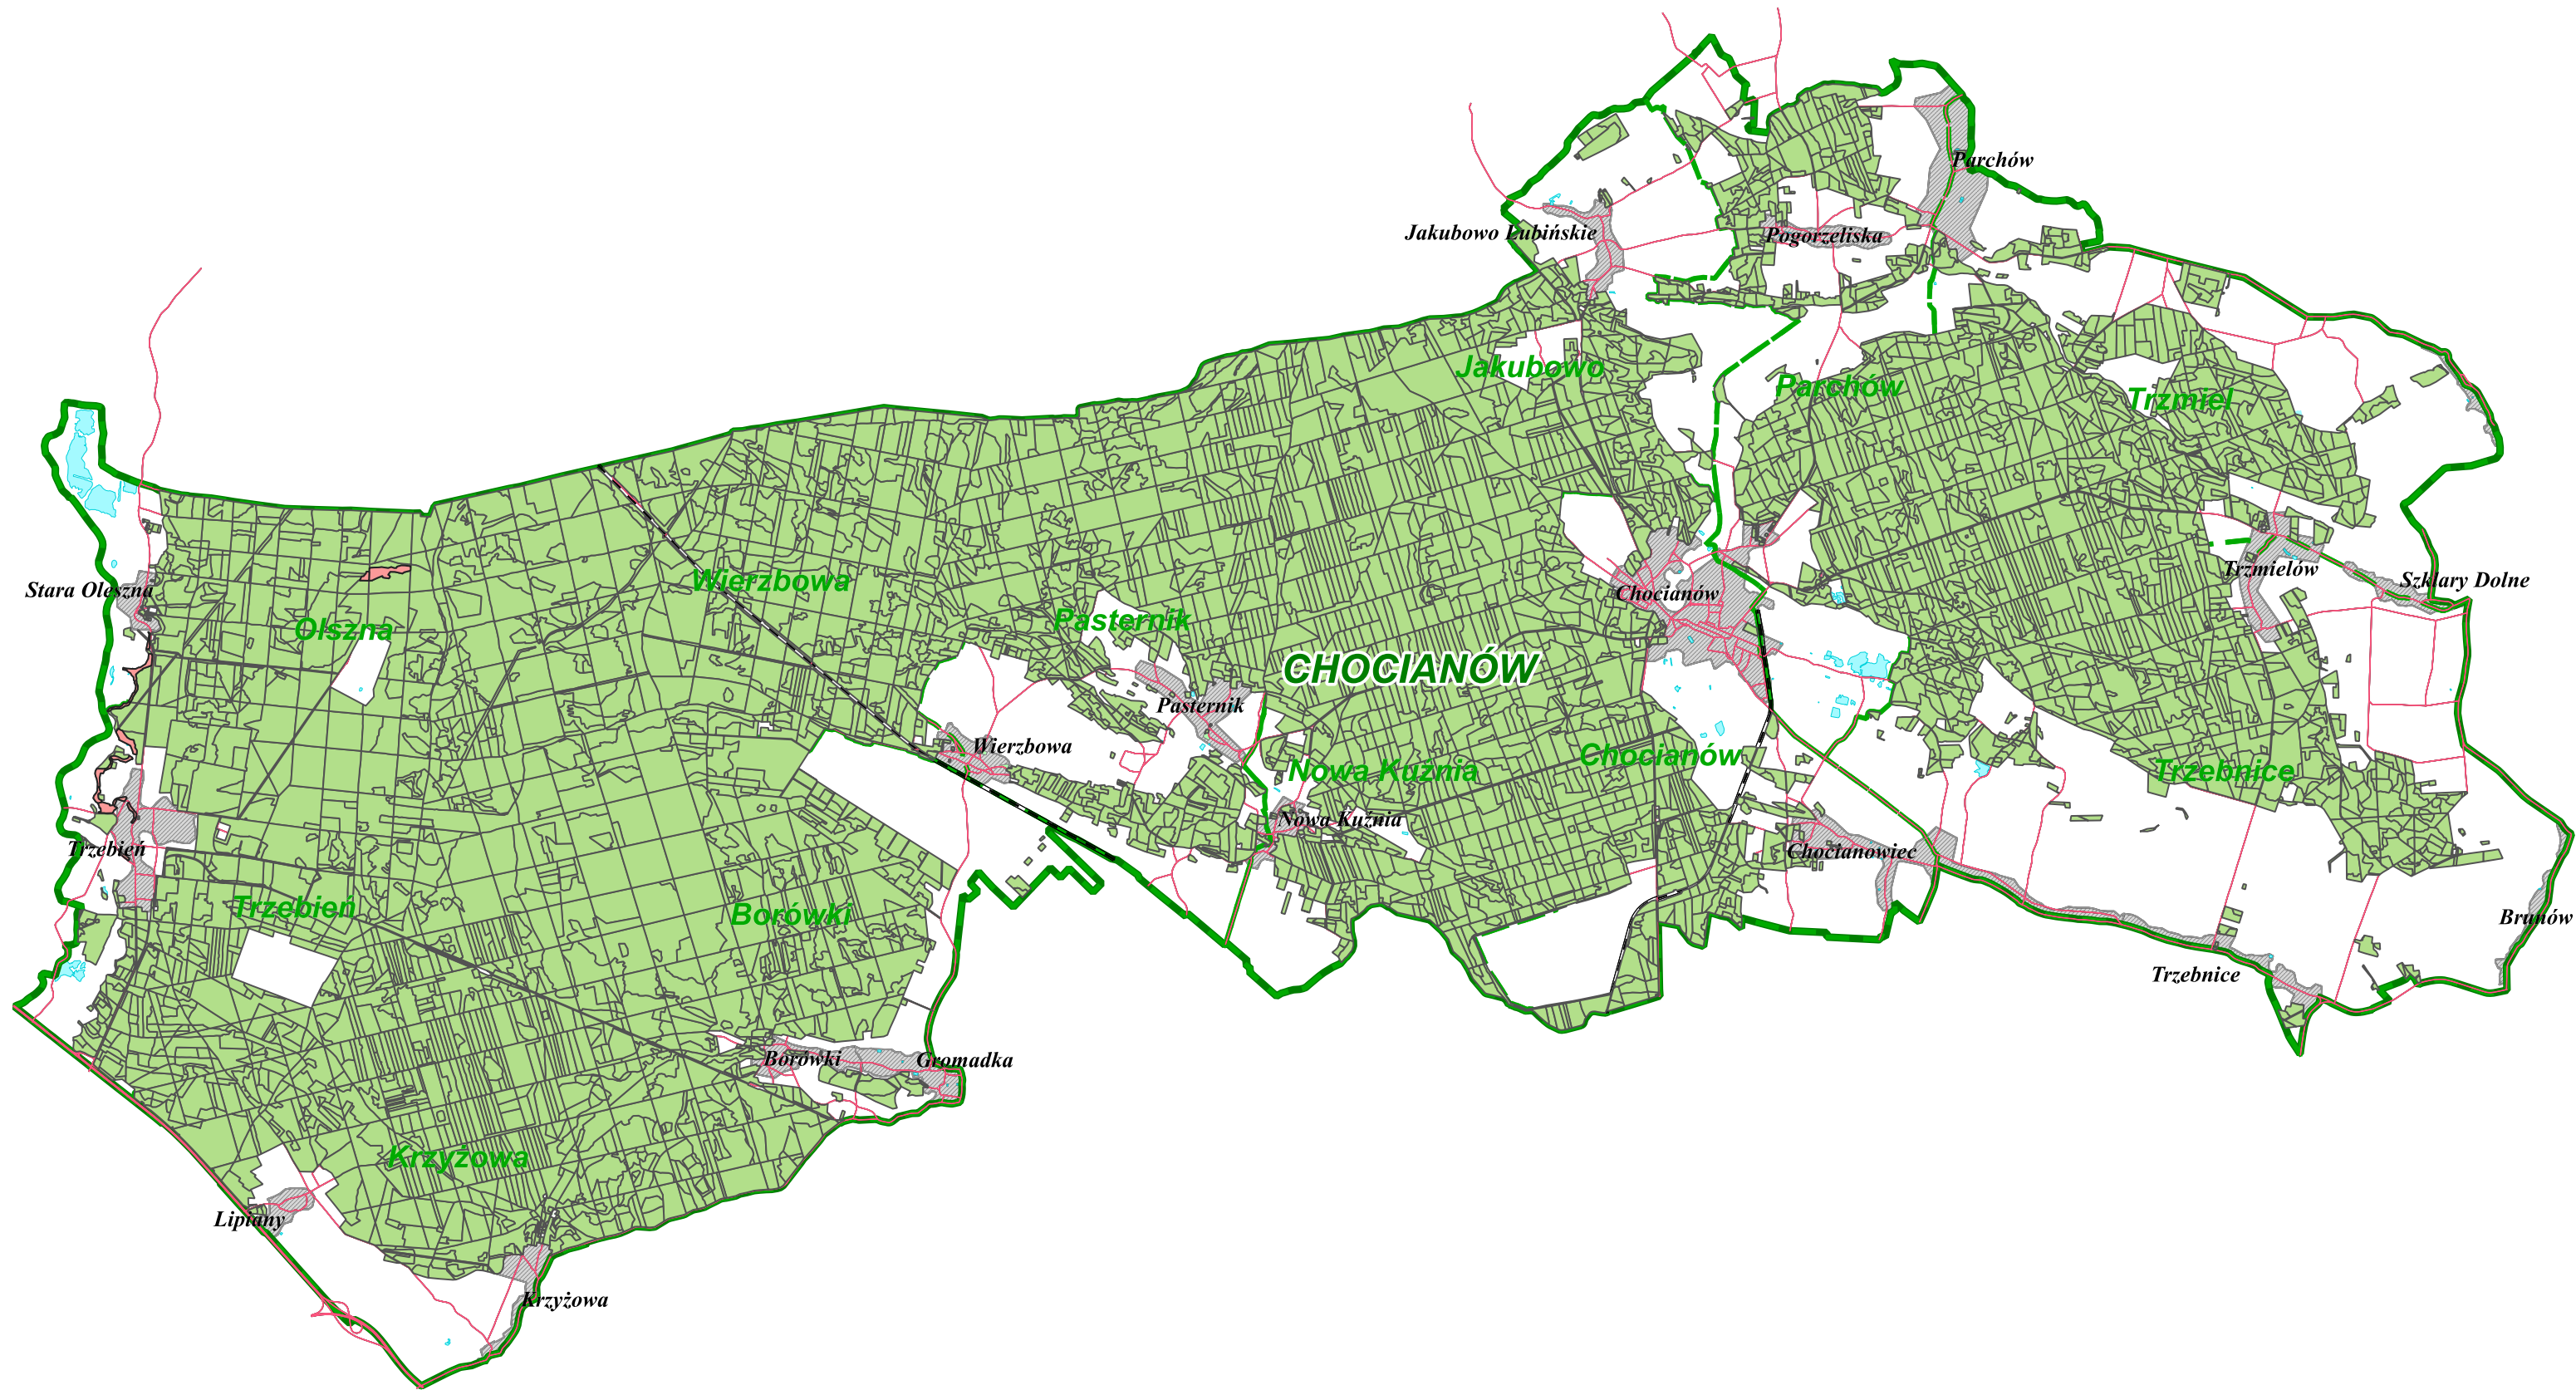 Parchów
Jakubowo Lubińskie
Pogorzeliska
Jakubowo
Parchów
Trzmiel
Wierzbowa
Stara Oleszna
Olszna
Pasternik
Chocianów
Trzmielów
Szklary Dolne
CHOCIANÓW
Pasternik
Wierzbowa
Nowa Kuźnia
Chocianów
Trzebnice
Nowa Kuźnia
Trzebień
Chocianowiec
Trzebień
Borówki
Brunów
Trzebnice
Borówki
Gromadka
Krzyżowa
Lipiany
Krzyżowa